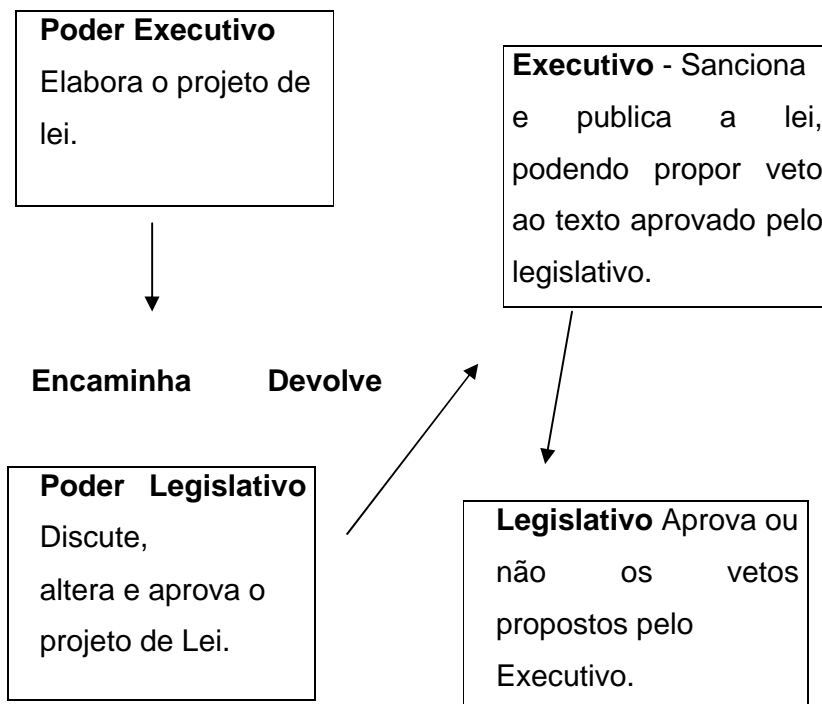 Poder Executivo
Elabora o projeto de
lei.
Encaminha Devolve
Poder Legislativo
Discute,
altera e aprova o
projeto de Lei.
Executivo - Sanciona
e publica a lei,
podendo propor veto
ao texto aprovado pelo
legislativo.
Legislativo Aprova ou
não os vetos
propostos pelo
Executivo.